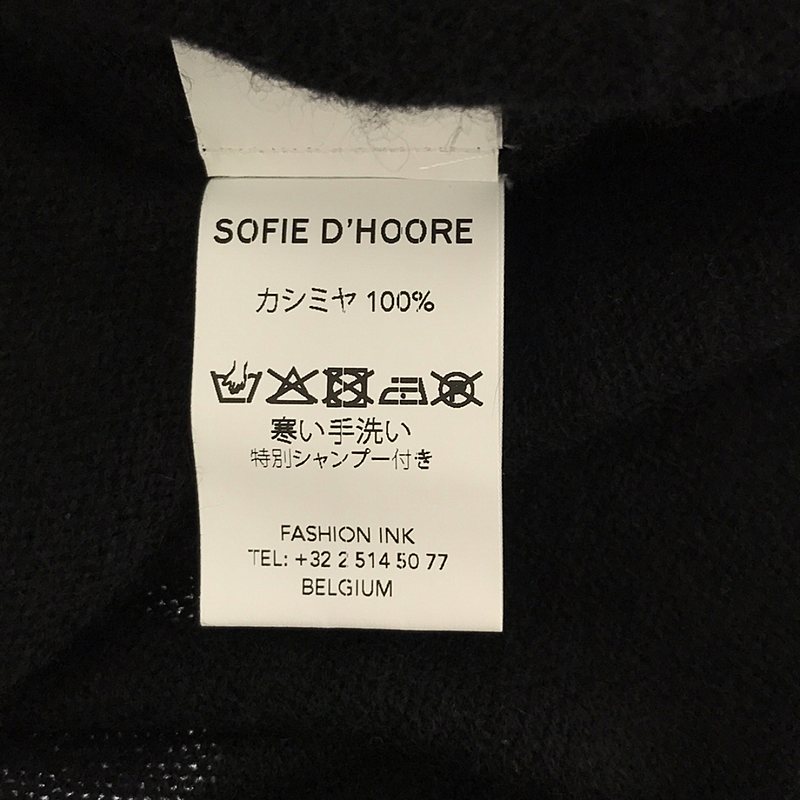 SOFIE D'HOORE
カシミヤ 100%
寒い手洗い
特別シャンプー付き
FASHION INK
TEL: +32 2 514 50 77
BELGIUM